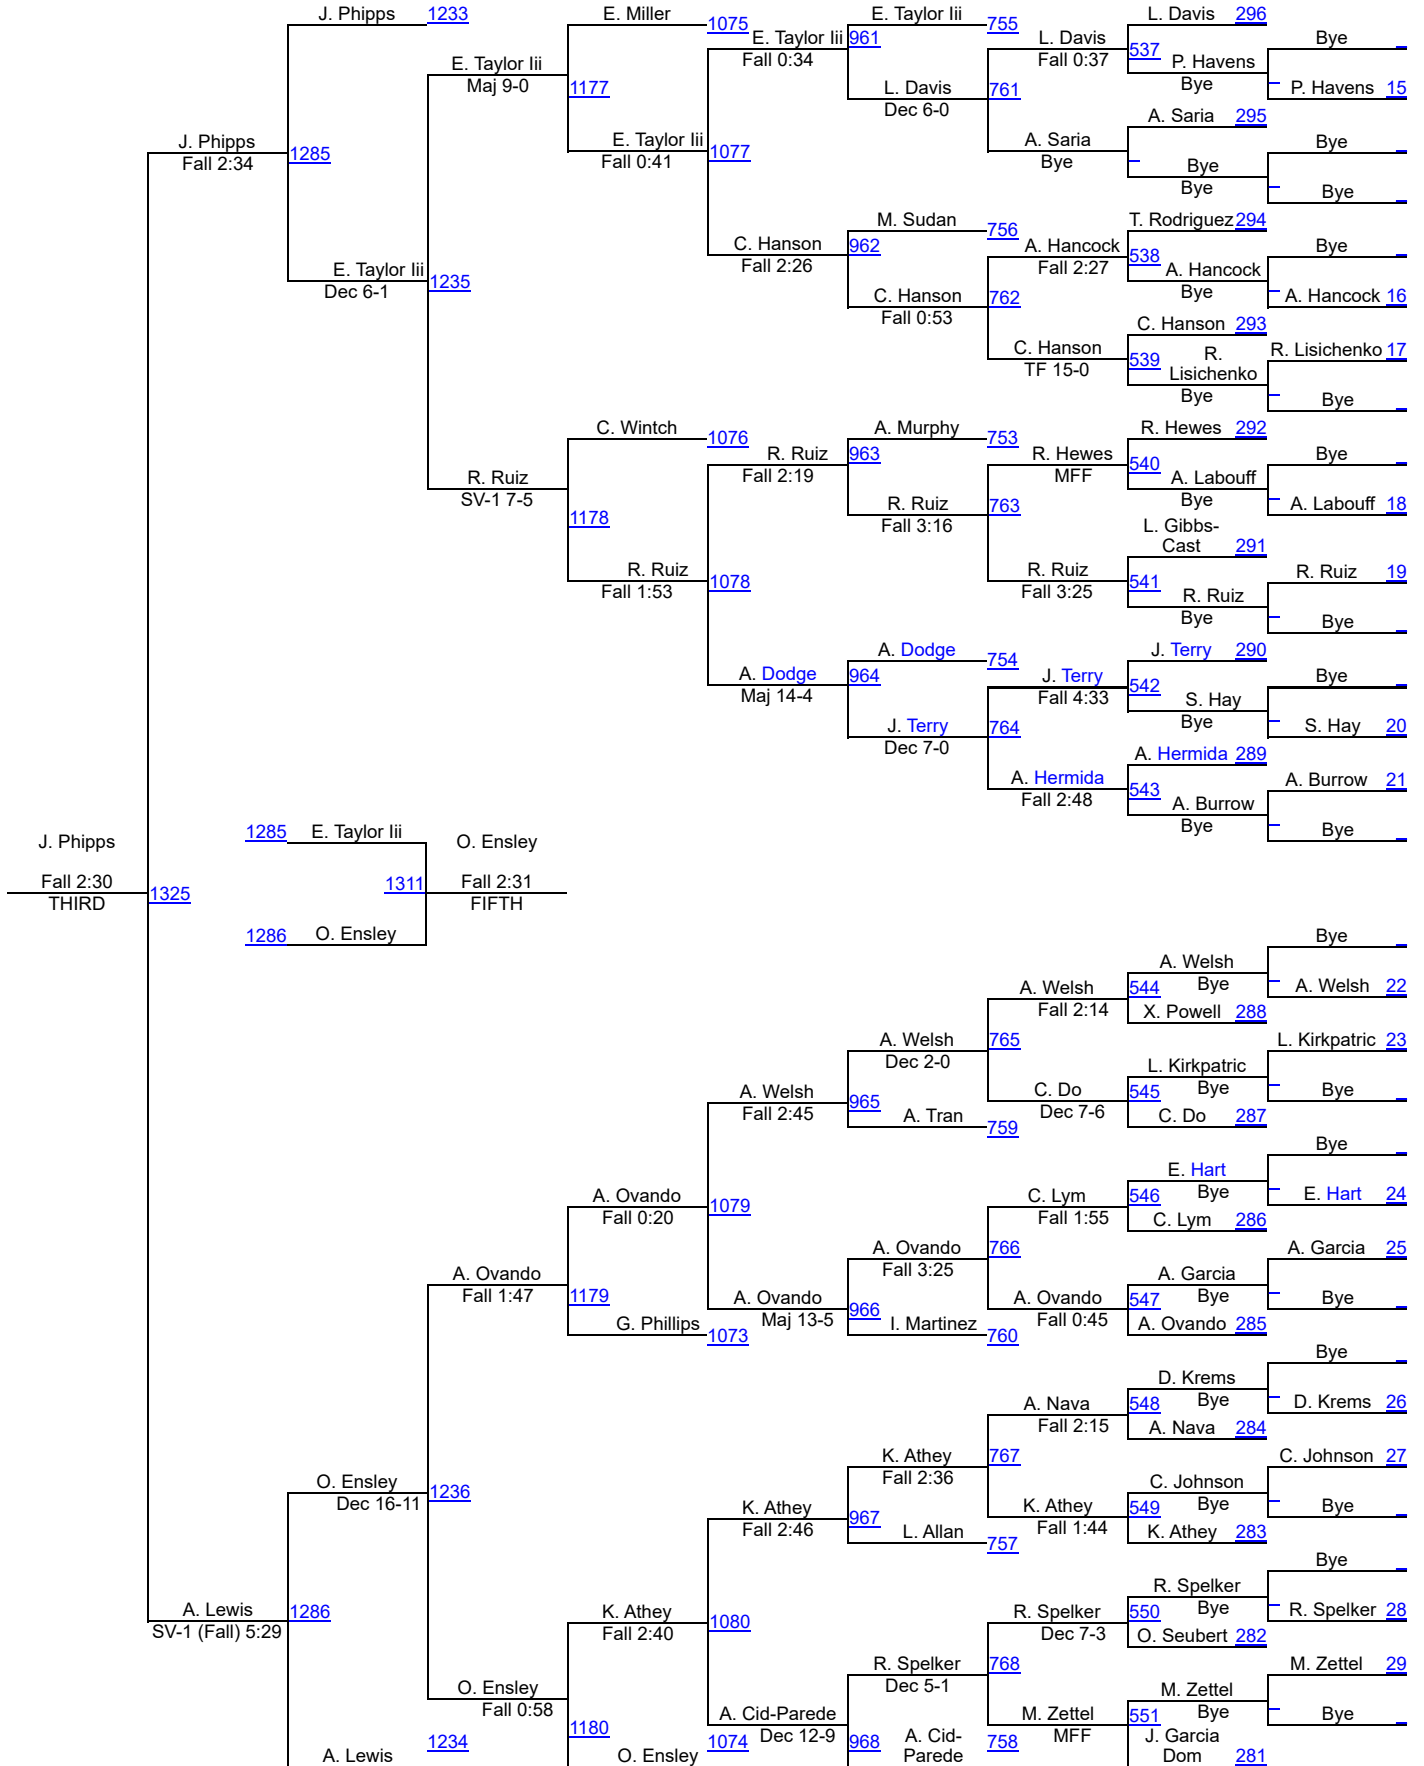 J. Phipps 1233
E. Miller 1075
E. Taylor Iii 755
L. Davis 296
E. Taylor Iii 961
Fall 0:34
L. Davis
Fall 0:37
537
Bye
P. Havens
Bye
E. Taylor Iii
Maj 9-0
1177
L. Davis
Dec 6-0
761
P. Havens 15
A. Saria 295
J. Phipps
Fall 2:34
1285
E. Taylor Iii
Fall 0:41
1077
A. Saria
Bye
Bye
Bye
Bye
Bye
M. Sudan 756
T. Rodriguez 294
C. Hanson
Fall 2:26
962
A. Hancock
Fall 2:27
538
Bye
A. Hancock
Bye
E. Taylor Iii
Dec 6-1
1235
C. Hanson
Fall 0:53
762
A. Hancock 16
C. Hanson 293
C. Hanson
TF 15-0
539
R.
Lisichenko
Bye
R. Lisichenko 17
Bye
C. Wintch 1076
A. Murphy 753
R. Hewes 292
R. Ruiz
Fall 2:19
963
R. Hewes
MFF
540
Bye
R. Ruiz
SV-1 7-5
1178
A. Labouff
Bye
R. Ruiz
Fall 3:16
763
A. Labouff 18
L. Gibbs-
Cast 291
R. Ruiz
Fall 1:53
1078
R. Ruiz
Fall 3:25
541
R. Ruiz 19
R. Ruiz
Bye
Bye
A. Dodge 754
J. Terry 290
A. Dodge
Maj 14-4
964
J. Terry
Fall 4:33
542
Bye
S. Hay
Bye
J. Terry
Dec 7-0
764
S. Hay 20
A. Hermida 289
A. Hermida
Fall 2:48
543
A. Burrow 21
A. Burrow
Bye
Bye
J. Phipps
Fall 2:30
THIRD
1325
1285 E. Taylor Iii
1311
O. Ensley
Fall 2:31
FIFTH
1286 O. Ensley
Bye
A. Welsh
Bye
A. Welsh
Fall 2:14
544
A. Welsh 22
X. Powell 288
A. Welsh
Dec 2-0
765
L. Kirkpatric 23
L. Kirkpatric
Bye
A. Welsh
Fall 2:45
965
C. Do
Dec 7-6
545
Bye
A. Tran 759
C. Do 287
Bye
E. Hart
Bye
A. Ovando
Fall 0:20
1079
C. Lym
Fall 1:55
546
E. Hart 24
C. Lym 286
A. Ovando
Fall 3:25
766
A. Garcia 25
A. Ovando
Fall 1:47
1179
A. Garcia
Bye
A. Ovando
Maj 13-5
966
A. Ovando
Fall 0:45
547
Bye
G. Phillips 1073
I. Martinez 760
A. Ovando 285
Bye
D. Krems
Bye
A. Nava
Fall 2:15
548
D. Krems 26
A. Nava 284
K. Athey
Fall 2:36
767
C. Johnson 27
O. Ensley
Dec 16-11
1236
C. Johnson
Bye
K. Athey
Fall 2:46
967
K. Athey
Fall 1:44
549
Bye
L. Allan 757
K. Athey 283
Bye
R. Spelker
Bye
A. Lewis
SV-1 (Fall) 5:29
1286
K. Athey
Fall 2:40
1080
R. Spelker
Dec 7-3
550
R. Spelker 28
O. Seubert 282
R. Spelker
Dec 5-1
768
M. Zettel 29
O. Ensley
Fall 0:58
1180
M. Zettel
Bye
A. Cid-Parede
Dec 12-9
968
M. Zettel
MFF
551
Bye
A. Lewis 1234
O. Ensley 1074
A. Cid-
Parede 758
J. Garcia
Dom 281